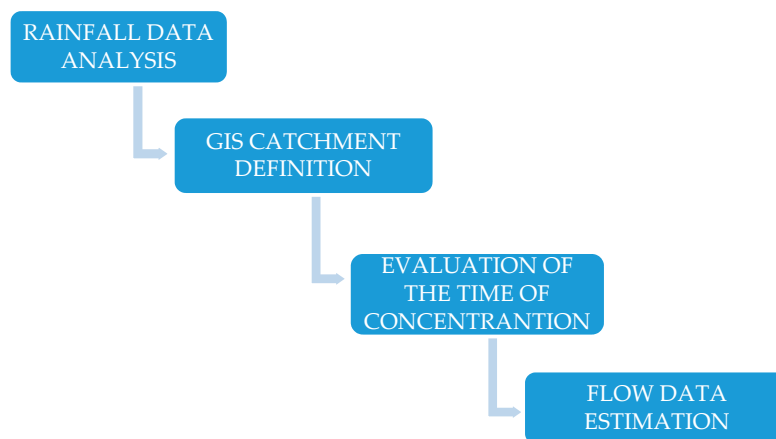 RAINFALL DATA
ANALYSIS
GIS CATCHMENT
DEFINITION
EVALUATION OF
THE TIME OF
CONCENTRANTION
FLOW DATA
ESTIMATION